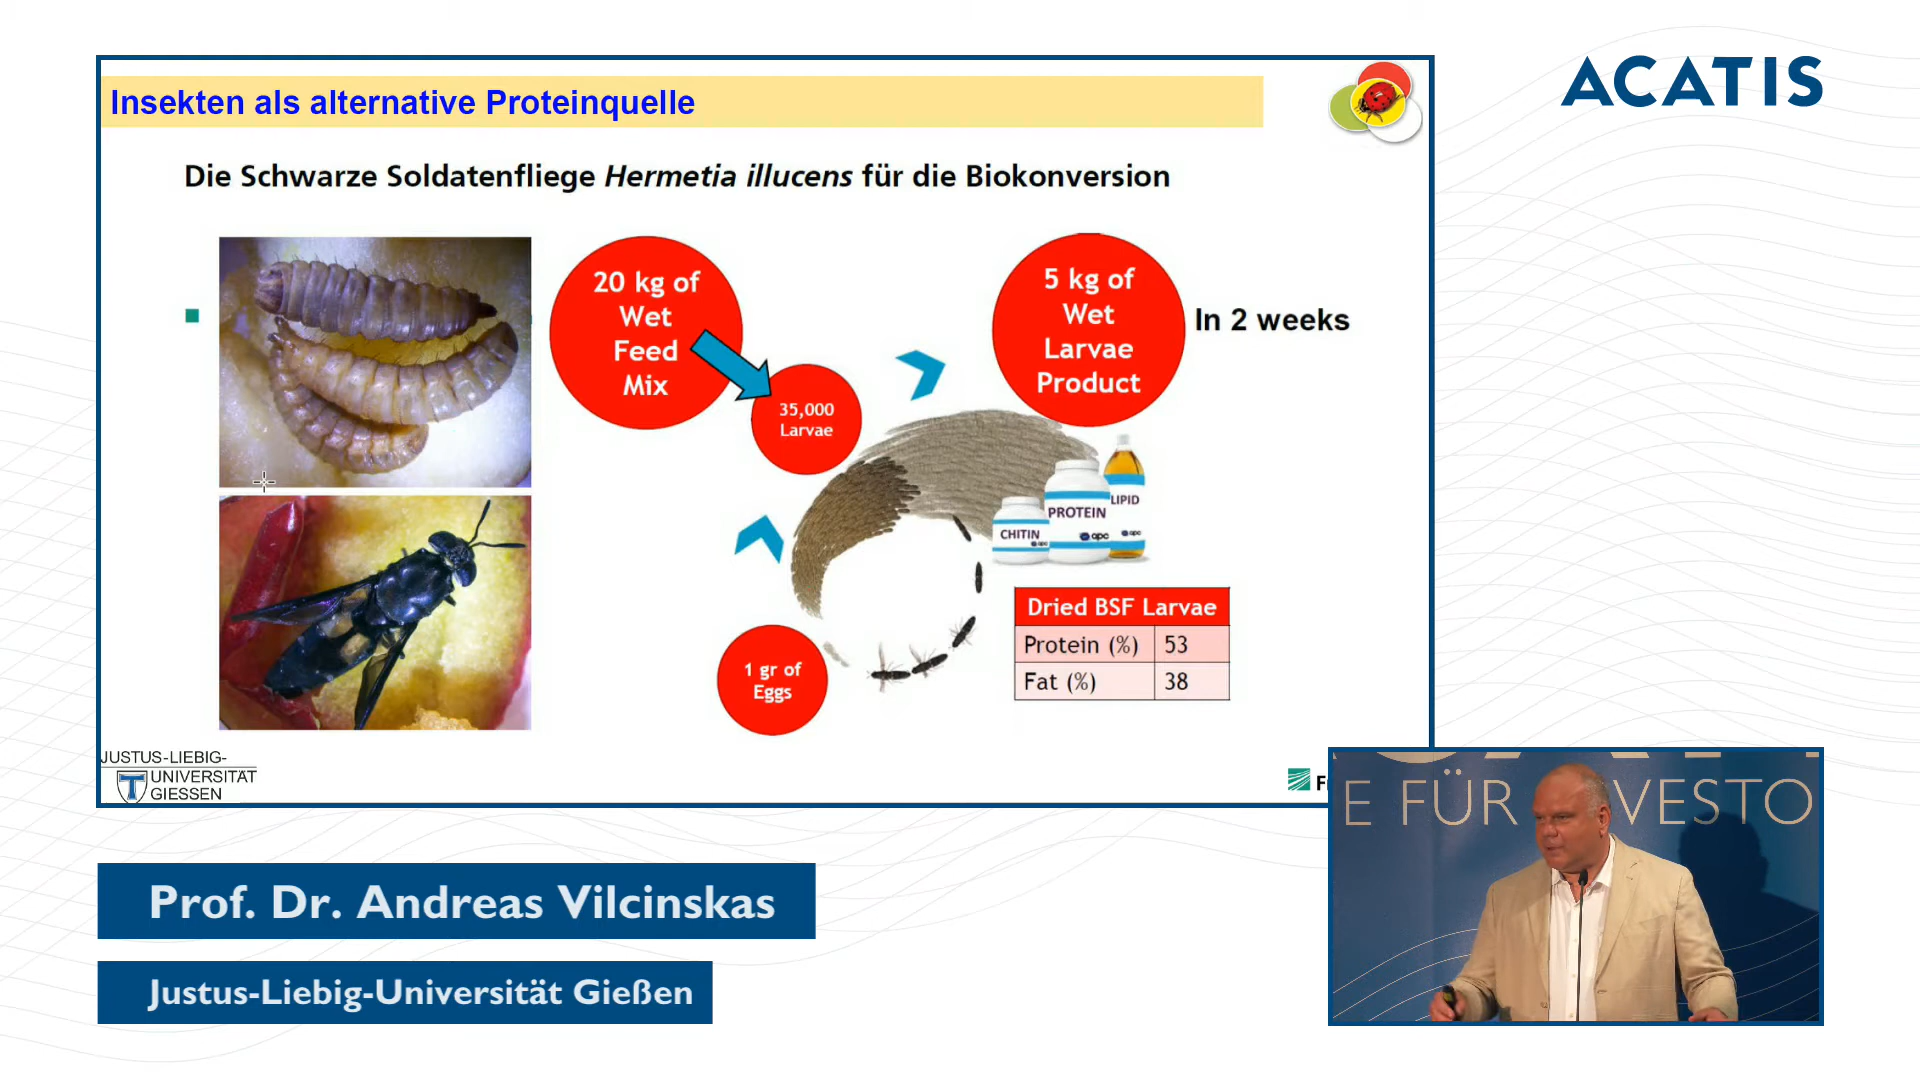 ACATIS
Insekten als alternative Proteinquelle
Die Schwarze Soldatenfliege Hermetia illucens für die Biokonversion
20 kg of
Wet
Feed
Mix
35,000
Larvae
5 kg of
Wet
Larvae
Product
In 2 weeks
LIPID
PROTEIN
CHITIN
apc
apc
apc
1 gr of
Eggs
Dried BSF Larvae
Protein (%) 53
Fat (%) 38
JUSTUS-LIEBIG-
UNIVERSITÄT
GIESSEN
E FÜR VESTO
Prof. Dr. Andreas Vilcinskas
Justus-Liebig-Universität Gießen